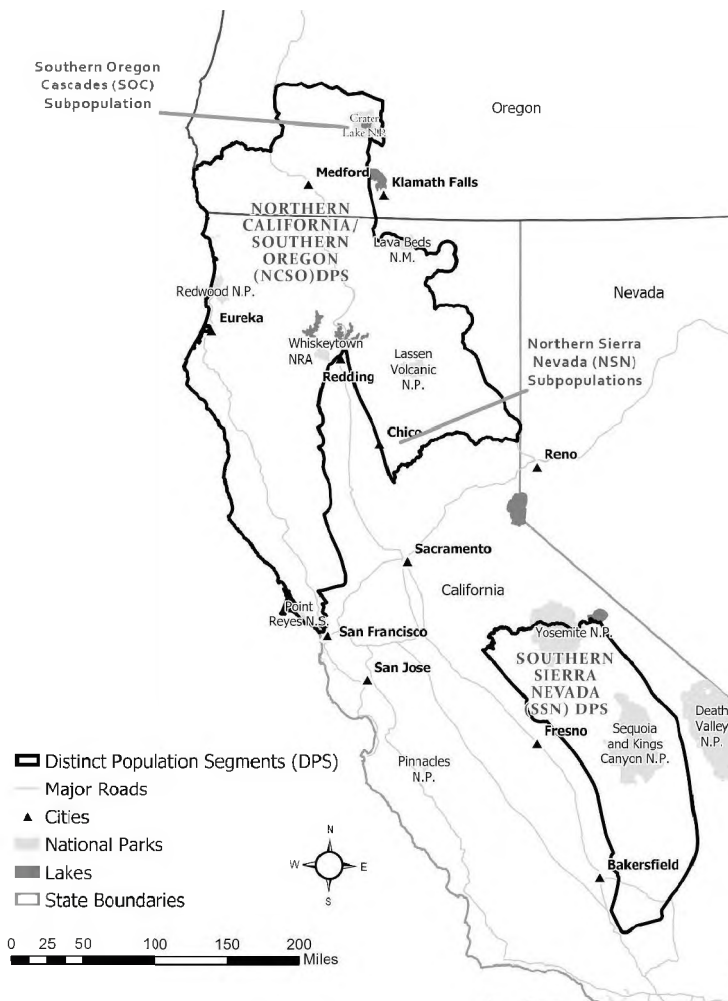 Southern Oregon
Cascades (SOC)
Subpopulation
Oregon
Crater
Lake N.P.
Medford
Klamath Falls
NORTHERN
CALIFORNIA/
SOUTHERN
OREGON
(NCSO) DPS
Lava Beds
N.M.
Nevada
Redwood N.P.
Eureka
Whiskeytown
NRA
Redding
Lassen
Volcanic
N.P.
Northern Sierra
Nevada (NSN)
Subpopulations
Chico
Reno
Sacramento
California
Point
Reyes N.S.
San Francisco
Yosemite N.P.
San Jose
SOUTHERN
SIERRA
NEVADA
(SSN) DPS
Death
Valley
N.P.
Fresno
Sequoia
and Kings
Canyon N.P.
Pinnacles
N.P.
Bakersfield
Distinct Population Segments (DPS)
Major Roads
Cities
National Parks
Lakes
State Boundaries
N
W E
S
0 25 50 100 150 200
Miles